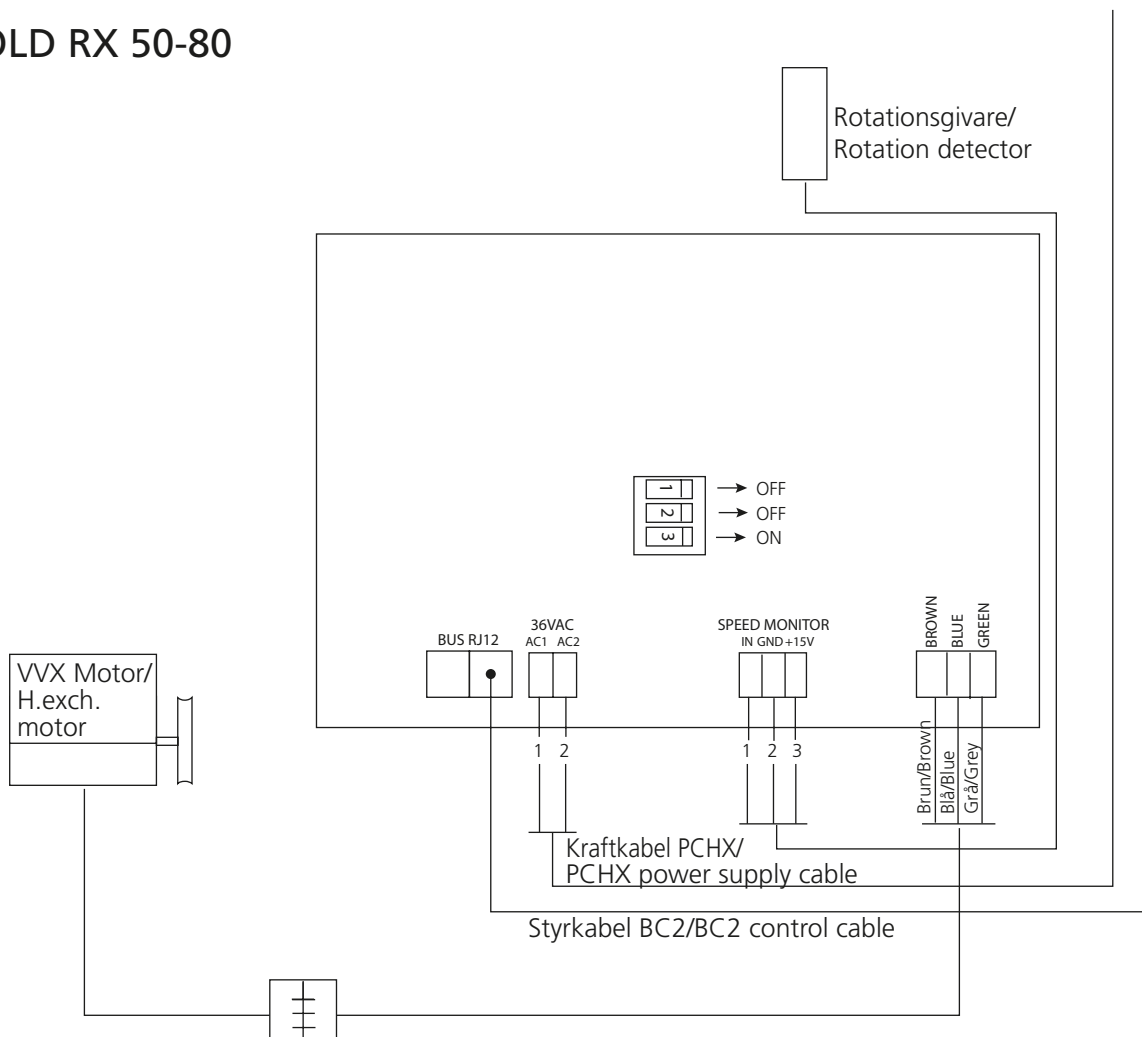 OLD RX 50-80
Rotationsgivare/
Rotation detector
1 OFF
2 OFF
3 ON
BUS RJ12
36VAC
AC1 AC2
SPEED MONITOR
IN GND +15V
BROWN
BLUE
GREEN
VVX Motor/
H.exch.
motor
1 2
1 2 3
Brun/Brown
Blå/Blue
Grå/Grey
Kraftkabel PCHX/
PCHX power supply cable
Styrkabel BC2/BC2 control cable